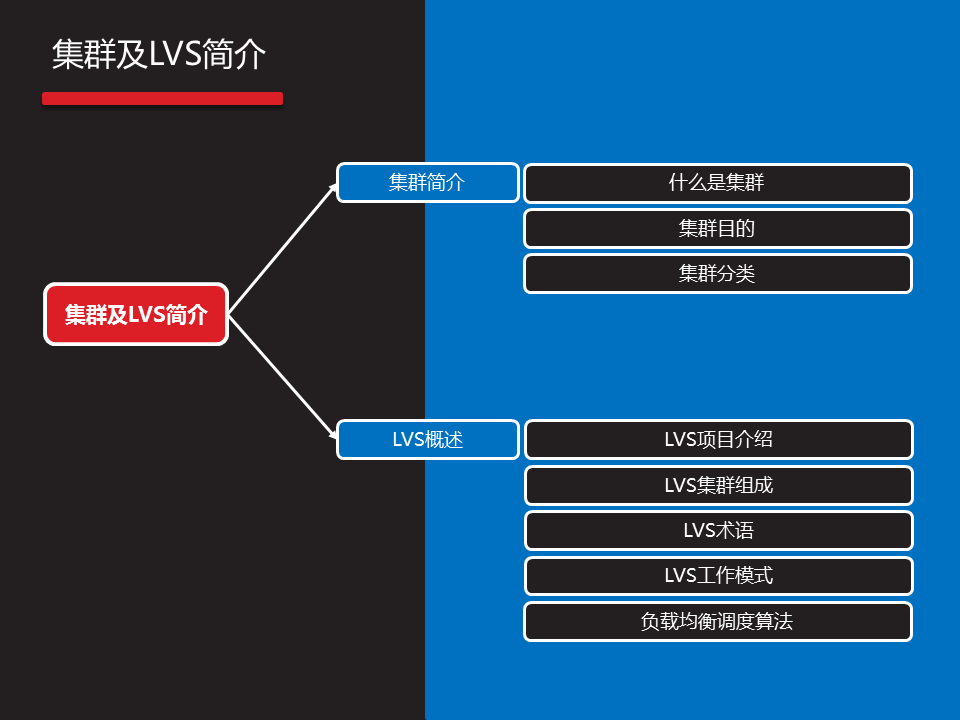 集群及LVS简介
集群及LVS简介
集群简介
什么是集群
集群目的
集群分类
LVS概述
LVS项目介绍
LVS集群组成
LVS术语
LVS工作模式
负载均衡调度算法